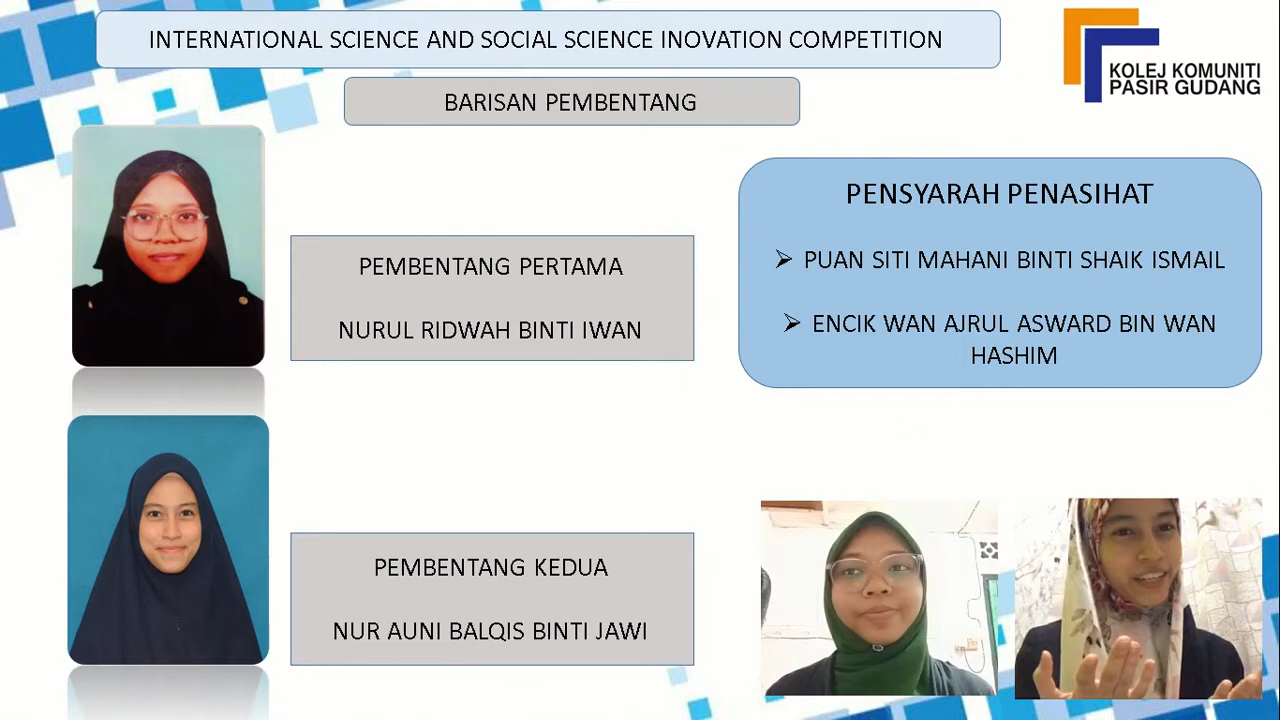 INTERNATIONAL SCIENCE AND SOCIAL SCIENCE INOVATION COMPETITION
KOLEJ KOMUNITI
PASIR GUDANG
BARISAN PEMBENTANG
PEMBENTANG PERTAMA
NURUL RIDWAH BINTI IWAN
PENSYARAH PENASIHAT
➢ PUAN SITI MAHANI BINTI SHAIK ISMAIL
➢ ENCIK WAN AJRUL ASWARD BIN WAN
HASHIM
PEMBENTANG KEDUA
NUR AUNI BALQIS BINTI JAWI